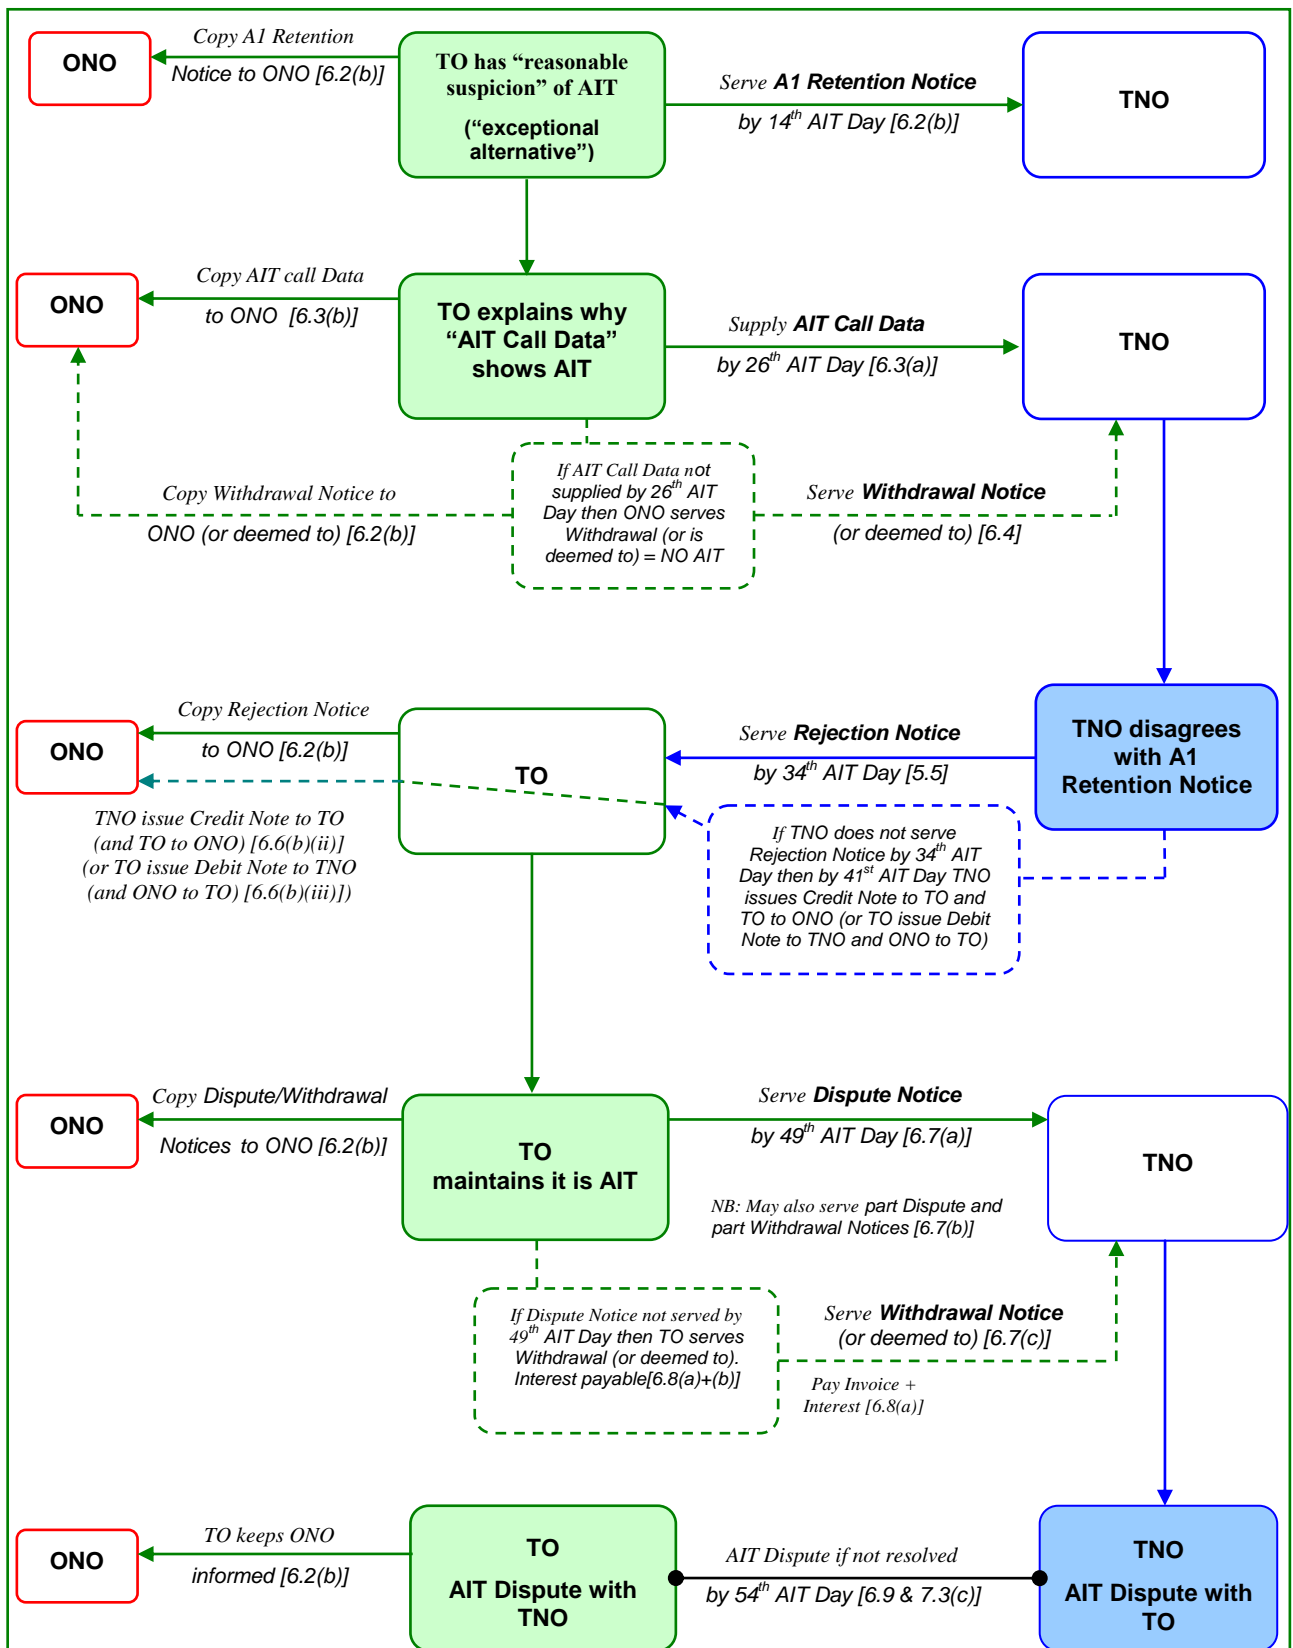 ONO
Copy A1 Retention
Notice to ONO [6.2(b)]
TO has “reasonable
suspicion” of AIT
(“exceptional
alternative”)
Serve A1 Retention Notice
by 14th AIT Day [6.2(b)]
TNO
ONO
Copy AIT call Data
to ONO [6.3(b)]
TO explains why
“AIT Call Data”
shows AIT
Supply AIT Call Data
by 26th AIT Day [6.3(a)]
TNO
Copy Withdrawal Notice to
ONO (or deemed to) [6.2(b)]
If AIT Call Data not
supplied by 26th AIT
Day then ONO serves
Withdrawal (or is
deemed to) = NO AIT
Serve Withdrawal Notice
(or deemed to) [6.4]
ONO
Copy Rejection Notice
to ONO [6.2(b)]
TO
Serve Rejection Notice
by 34th AIT Day [5.5]
TNO disagrees
with A1
Retention Notice
TNO issue Credit Note to TO
(and TO to ONO) [6.6(b)(ii)]
(or TO issue Debit Note to TNO
(and ONO to TO) [6.6(b)(iii)])
If TNO does not serve
Rejection Notice by 34th AIT
Day then by 41st AIT Day TNO
issues Credit Note to TO and
TO to ONO (or TO issue Debit
Note to TNO and ONO to TO)
ONO
Copy Dispute/Withdrawal
Notices to ONO [6.2(b)]
TO
maintains it is AIT
Serve Dispute Notice
by 49th AIT Day [6.7(a)]
TNO
NB: May also serve part Dispute and
part Withdrawal Notices [6.7(b)]
If Dispute Notice not served by
49th AIT Day then TO serves
Withdrawal (or deemed to).
Interest payable[6.8(a)+(b)]
Serve Withdrawal Notice
(or deemed to) [6.7(c)]
Pay Invoice +
Interest [6.8(a)]
ONO
TO keeps ONO
informed [6.2(b)]
TO
AIT Dispute with
TNO
AIT Dispute if not resolved
by 54th AIT Day [6.9 & 7.3(c)]
TNO
AIT Dispute with
TO